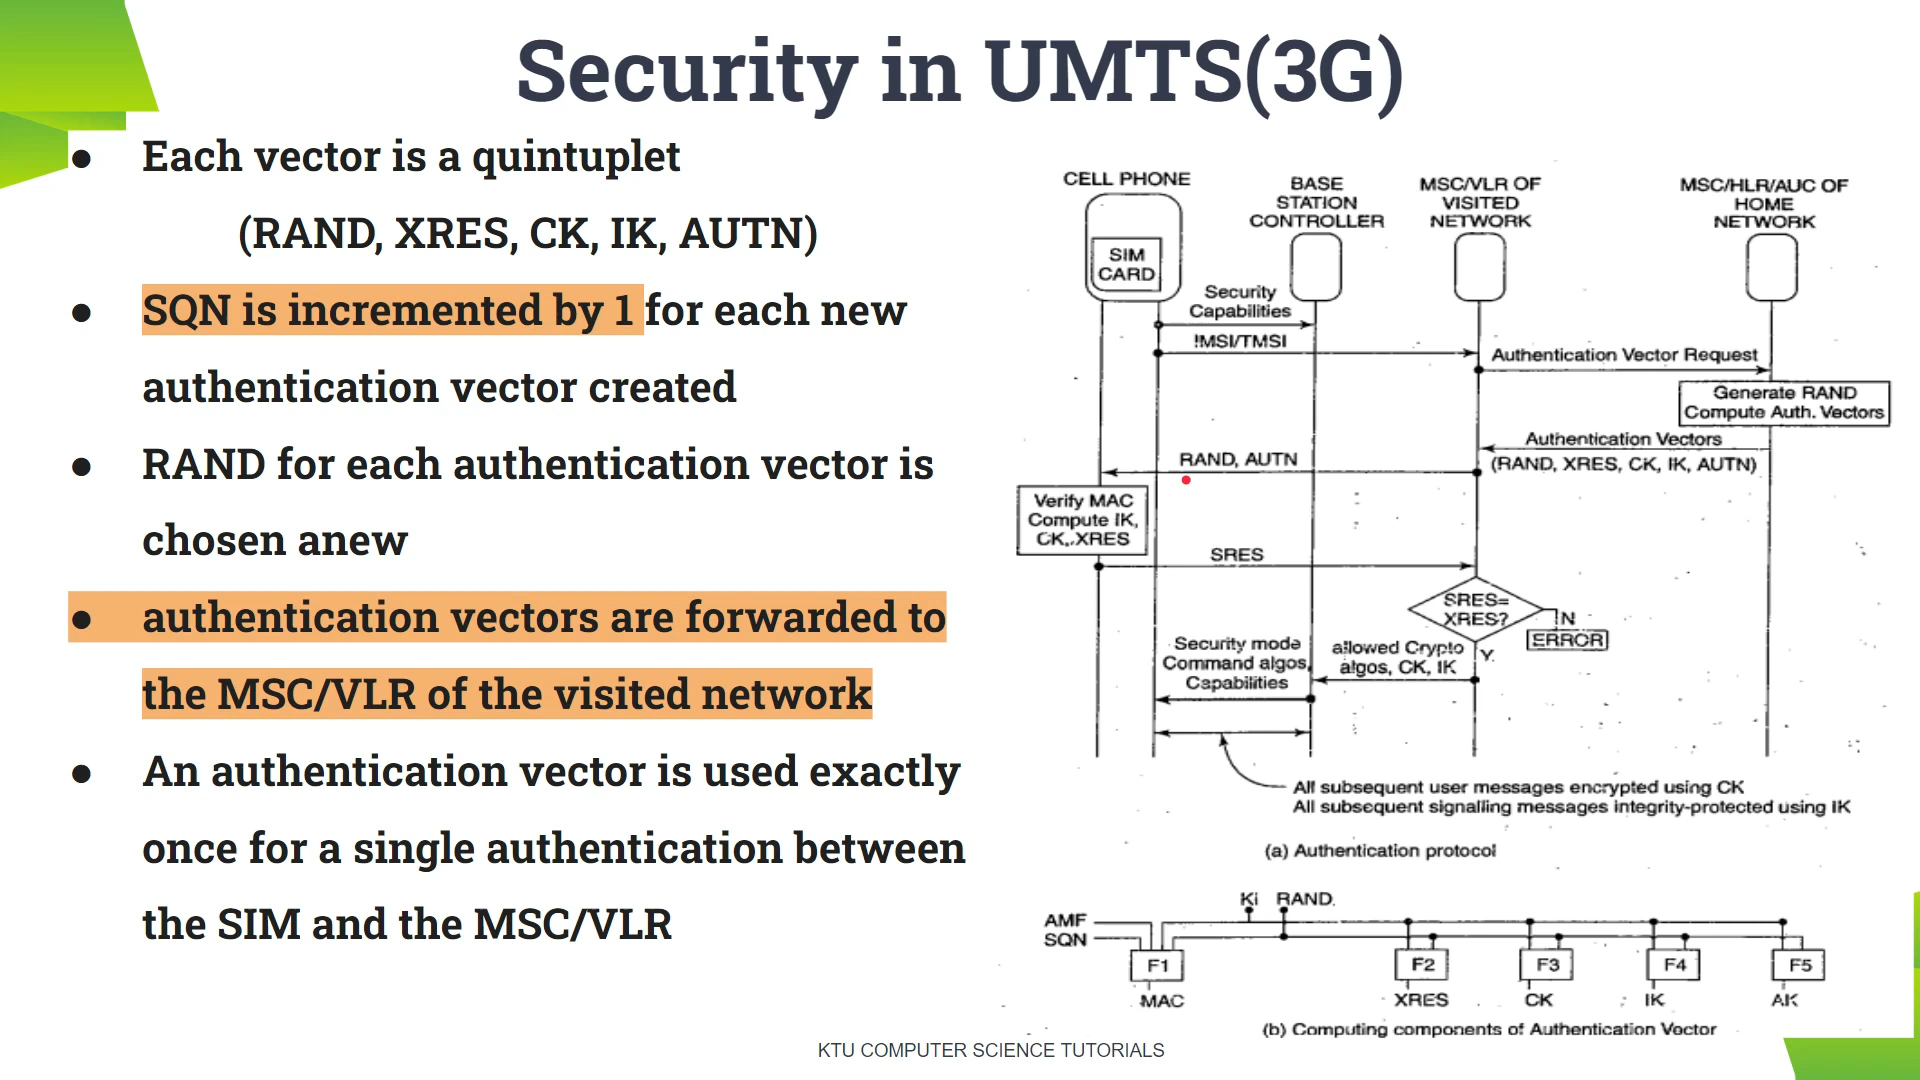 Security in UMTS(3G)
● Each vector is a quintuplet
(RAND, XRES, CK, IK, AUTN)
● SQN is incremented by 1 for each new
authentication vector created
● RAND for each authentication vector is
chosen anew
● authentication vectors are forwarded to
the MSC/VLR of the visited network
● An authentication vector is used exactly
once for a single authentication between
the SIM and the MSC/VLR
CELL PHONE
BASE
STATION
CONTROLLER
MSC/VLR OF
VISITED
NETWORK
MSC/HLR/AUC OF
HOME
NETWORK
SIM
CARD
Security
Capabilities
!MSI/TMSI
Authentication Vector Request
Generate RAND
Compute Auth. Vectors
Authentication Vectors
(RAND, XRES, CK, IK, AUTN)
RAND, AUTN
Verify MAC
Compute IK,
CK, XRES
SRES
SRES=
XRES?
N
ERROR
Y
Security mode
Command algos,
Capabilities
allowed Crypto
algos, CK, IK
All subsequent user messages encrypted using CK
All subsequent signalling messages integrity-protected using IK
(a) Authentication protocol
Ki RAND
AMF
SQN
F1 F2 F3 F4 F5
MAC XRES CK IK AK
(b) Computing components of Authentication Vector
KTU COMPUTER SCIENCE TUTORIALS